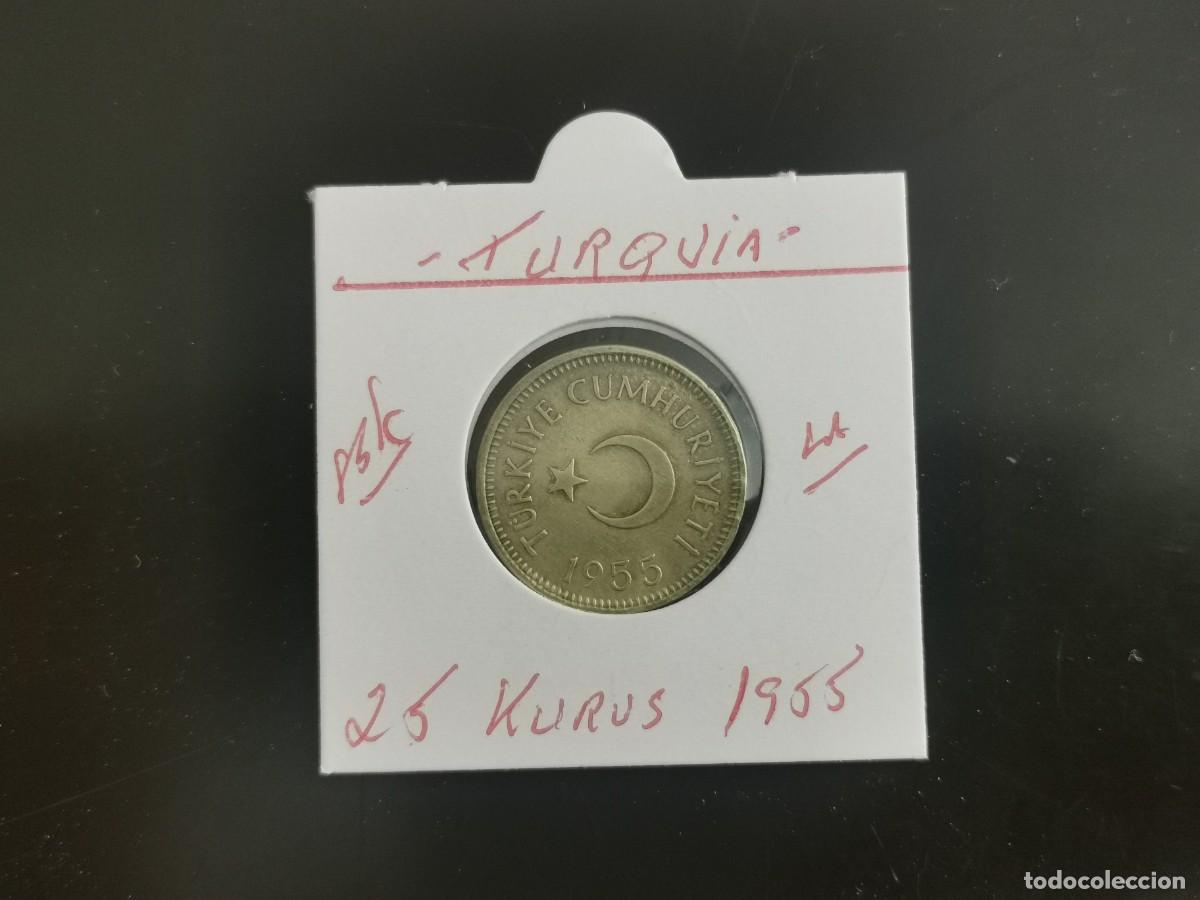 -TURQUIA-
TÜRKİYE CUMHURİYETİ
1955
25 KURUS 1955
todocoleccion